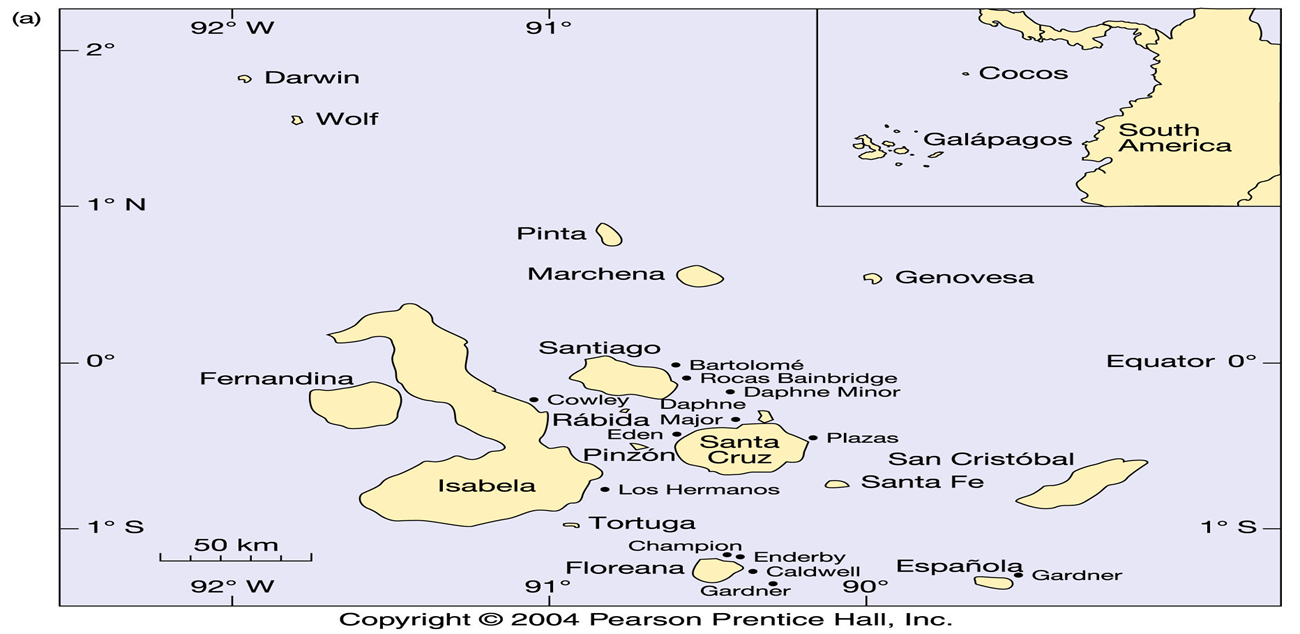 (a)
92° W
91°
2°
Darwin
Wolf
Cocos
Galápagos
South
America
1° N
Pinta
Marchena
Genovesa
Santiago
0°
Bartolomé
Equator 0°
Fernandina
Rocas Bainbridge
Daphne Minor
Cowley
Daphne
Rábida
Major
Eden
Santa
Cruz
Plazas
Pinzón
San Cristóbal
Isabela
Los Hermanos
Santa Fe
1° S
Tortuga
1° S
50 km
Champion
Enderby
Floreana
Caldwell
Española
Gardner
92° W
91°
Gardner
90°
Copyright © 2004 Pearson Prentice Hall, Inc.